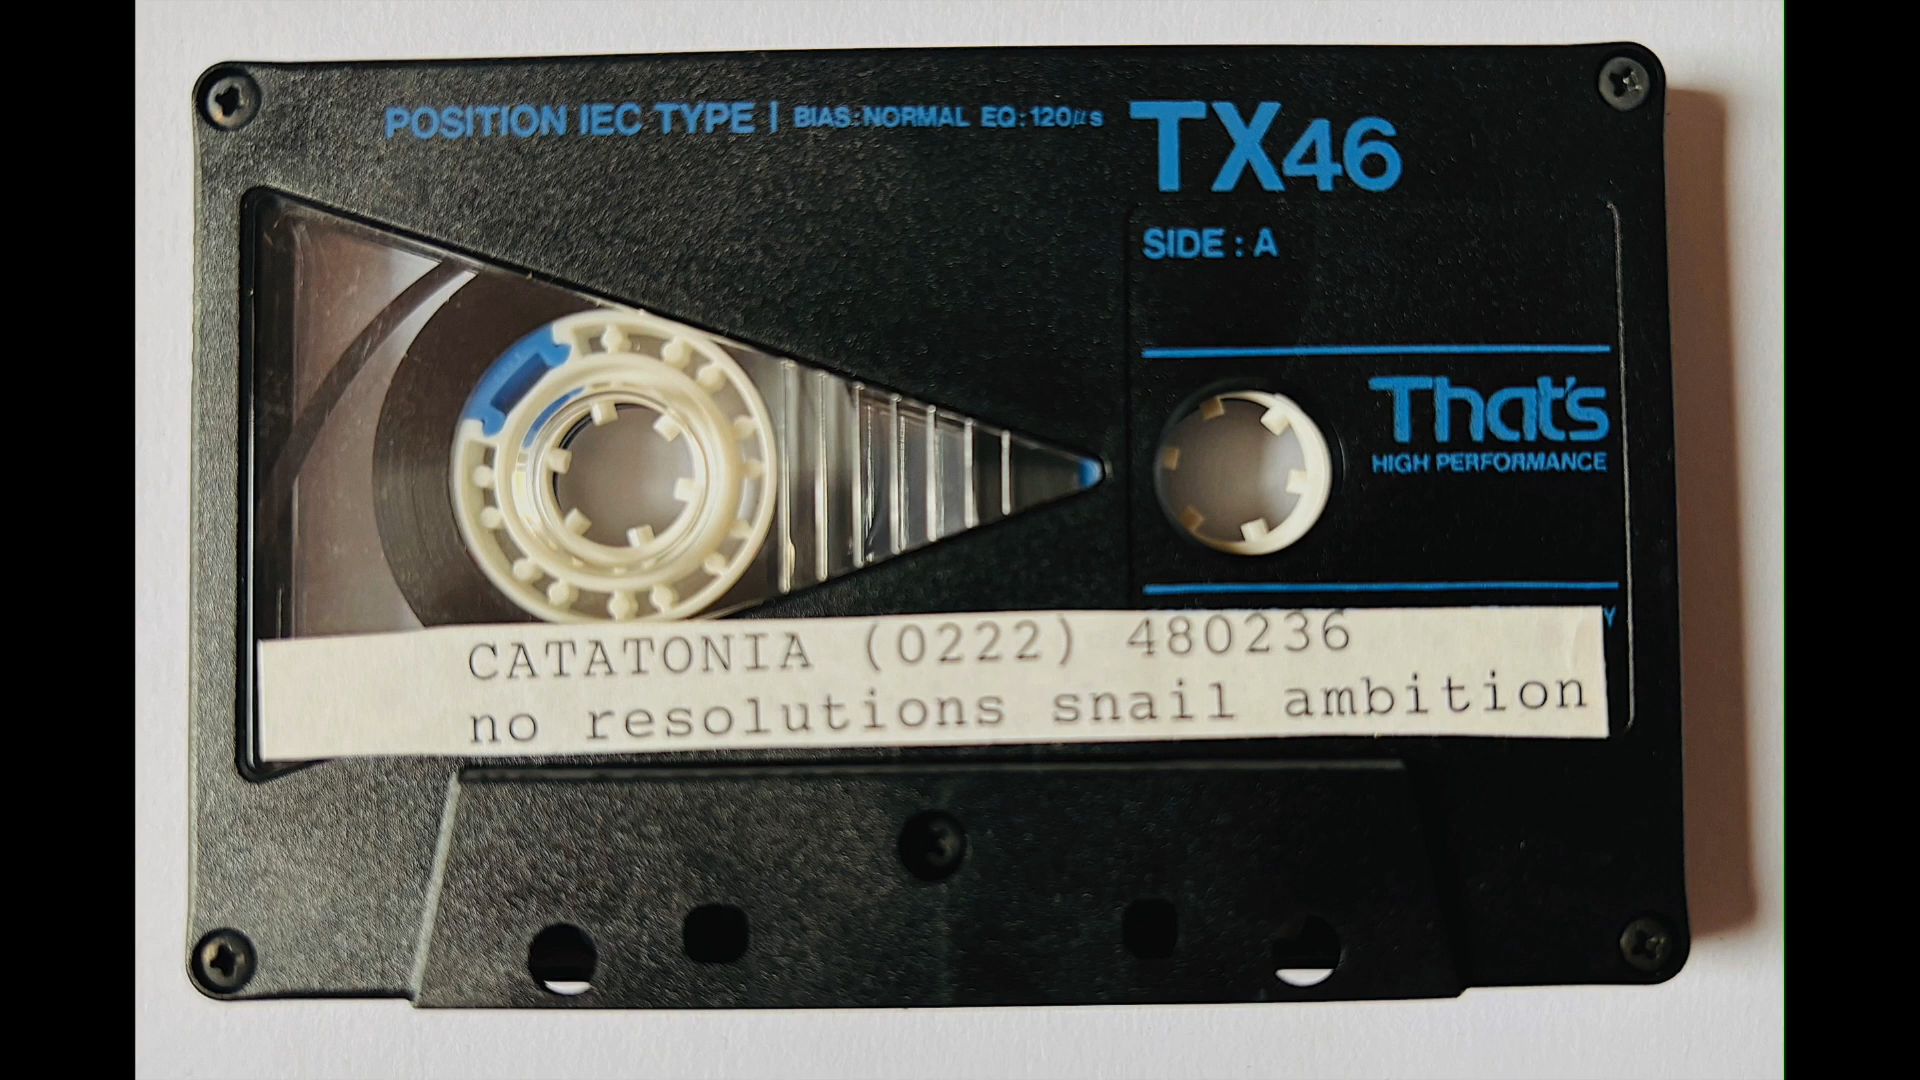 POSITION IEC TYPE I BIAS:NORMAL EQ:120μs
TX46
SIDE : A
That's
HIGH PERFORMANCE
CATATONIA (0222) 480236
no resolutions snail ambition